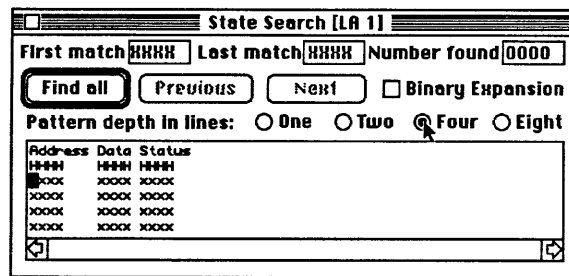 State Search [LA 1]
First match XXXX Last match XXXX Number found 0000
Find all Previous Next Binary Expansion
Pattern depth in lines: One Two Four Eight
Address Data Status
HHHH HHHH HHHH
xxx xxxx xxxx
xxxx xxxx xxxx
xxxx xxxx xxxx
xxxx xxxx xxxx